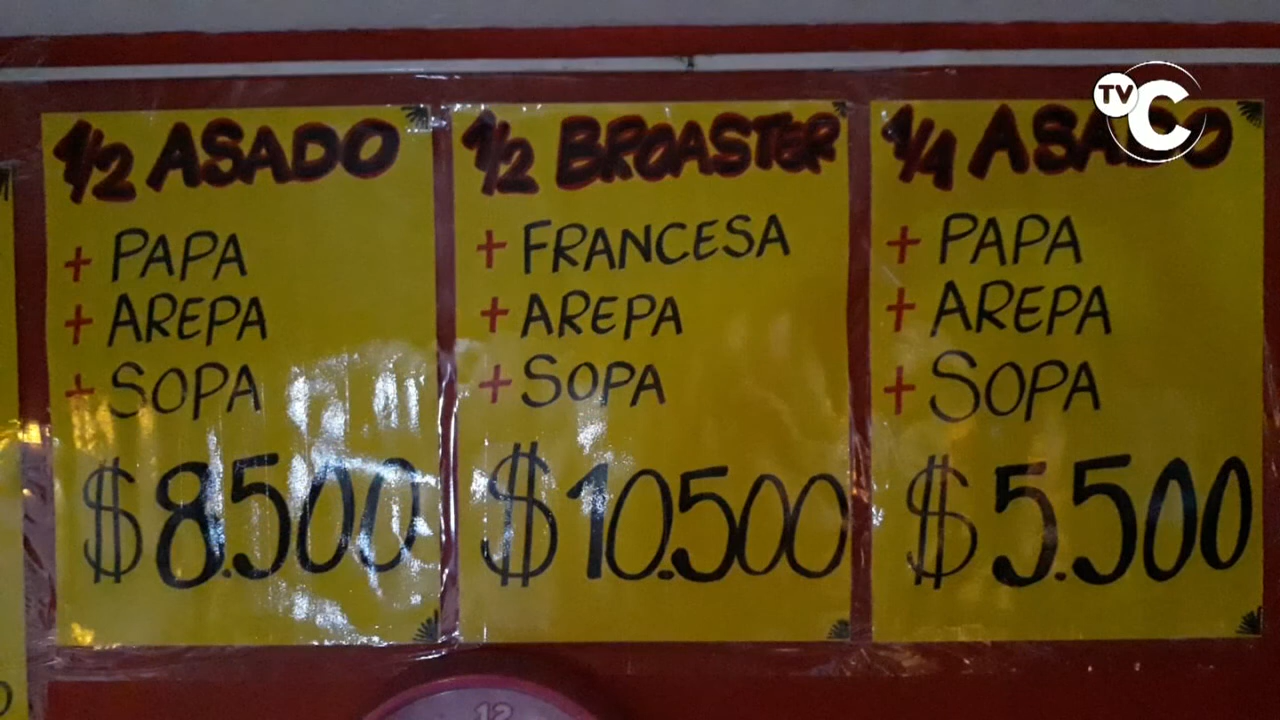 TV C
1/2 ASADO
+ PAPA
+ AREPA
+ SOPA
$ 8.500
1/2 BROASTER
+ FRANCESA
+ AREPA
+ SOPA
$ 10.500
1/4 ASADO
+ PAPA
+ AREPA
+ SOPA
$ 5.500
12